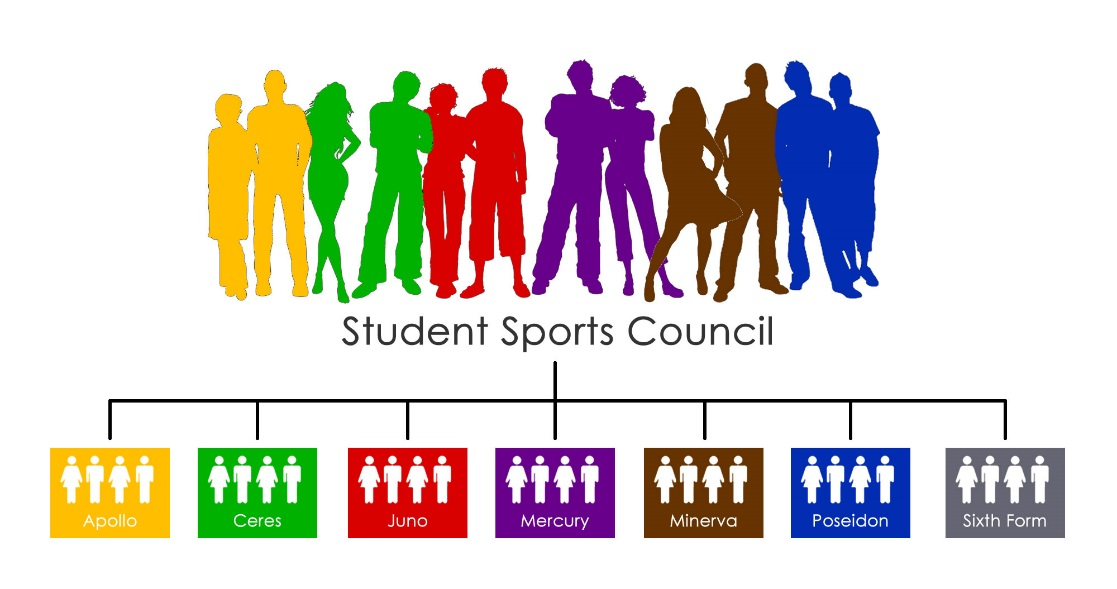 Student Sports Council
Apollo
Ceres
Juno
Mercury
Minerva
Poseidon
Sixth Form